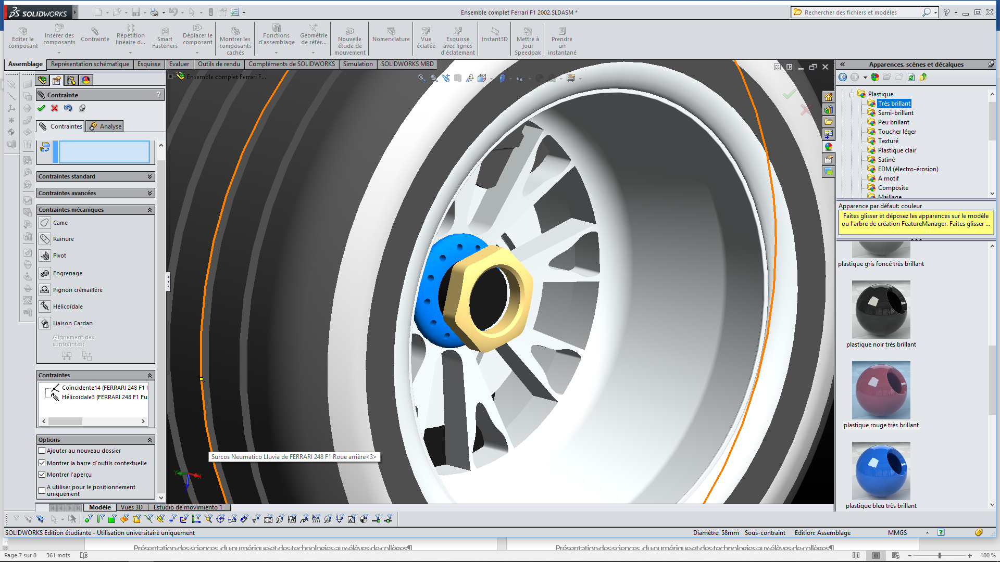 SOLIDWORKS
Ensemble complet Ferrari F1 2002.SLDASM *
Rechercher des fichiers et modèles
Editer le composant
Insérer des composants
Contrainte
Répétition linéaire d'...
Smart Fasteners
Déplacer le composant
Montrer les composants cachés
Fonctions d'assemblage
Géométrie de référ...
Nouvelle étude de mouvement
Nomenclature
Vue éclatée
Esquisse avec lignes d'éclatement
Instant3D
Mettre à jour Speedpak
Prendre un instantané
Assemblage
Représentation schématique
Esquisse
Evaluer
Outils de rendu
Compléments de SOLIDWORKS
Simulation
SOLIDWORKS MBD
Ensemble complet Ferrari F...
Contrainte
?
Contraintes
Analyse
Contraintes standard
Contraintes avancées
Contraintes mécaniques
Came
Rainure
Pivot
Engrenage
Pignon crémaillère
Hélicoïdale
Liaison Cardan
Alignement des
contraintes:
Contraintes
Coïncidente14 (FERRARI 248 F1
Hélicoïdale3 (FERRARI 248 F1 Fu
Options
Ajouter au nouveau dossier
Montrer la barre d'outils contextuelle
Montrer l'aperçu
A utiliser pour le positionnement
uniquement
Surcos Neumatico Lluvia de FERRARI 248 F1 Roue arrière<3>
Y
X
Z
Modèle
Vues 3D
Estudio de movimiento 1
Apparences, scènes et décalques
Plastique
Très brillant
Semi-brillant
Peu brillant
Toucher léger
Texturé
Plastique clair
Satiné
EDM (électro-érosion)
A motif
Composite
Maillage
Apparence par défaut: couleur
Faites glisser et déposez les apparences sur le modèle
ou l'arbre de création FeatureManager. Faites glisser ...
plastique gris foncé très brillant
plastique noir très brillant
plastique rouge très brillant
plastique bleu très brillant
SOLIDWORKS Edition étudiante - Utilisation universitaire uniquement
Diamètre: 58mm
Sous-contraint
Edition: Assemblage
MMGS
Présentation·des·sciences·du·numérique·et·des·technologies·aux·élèves·de·collèges¶
Présentation·des·sciences·du·numérique·et·des·technologies·aux·élèves·de·collèges¶
Page 7 sur 8
361 mots
100 %